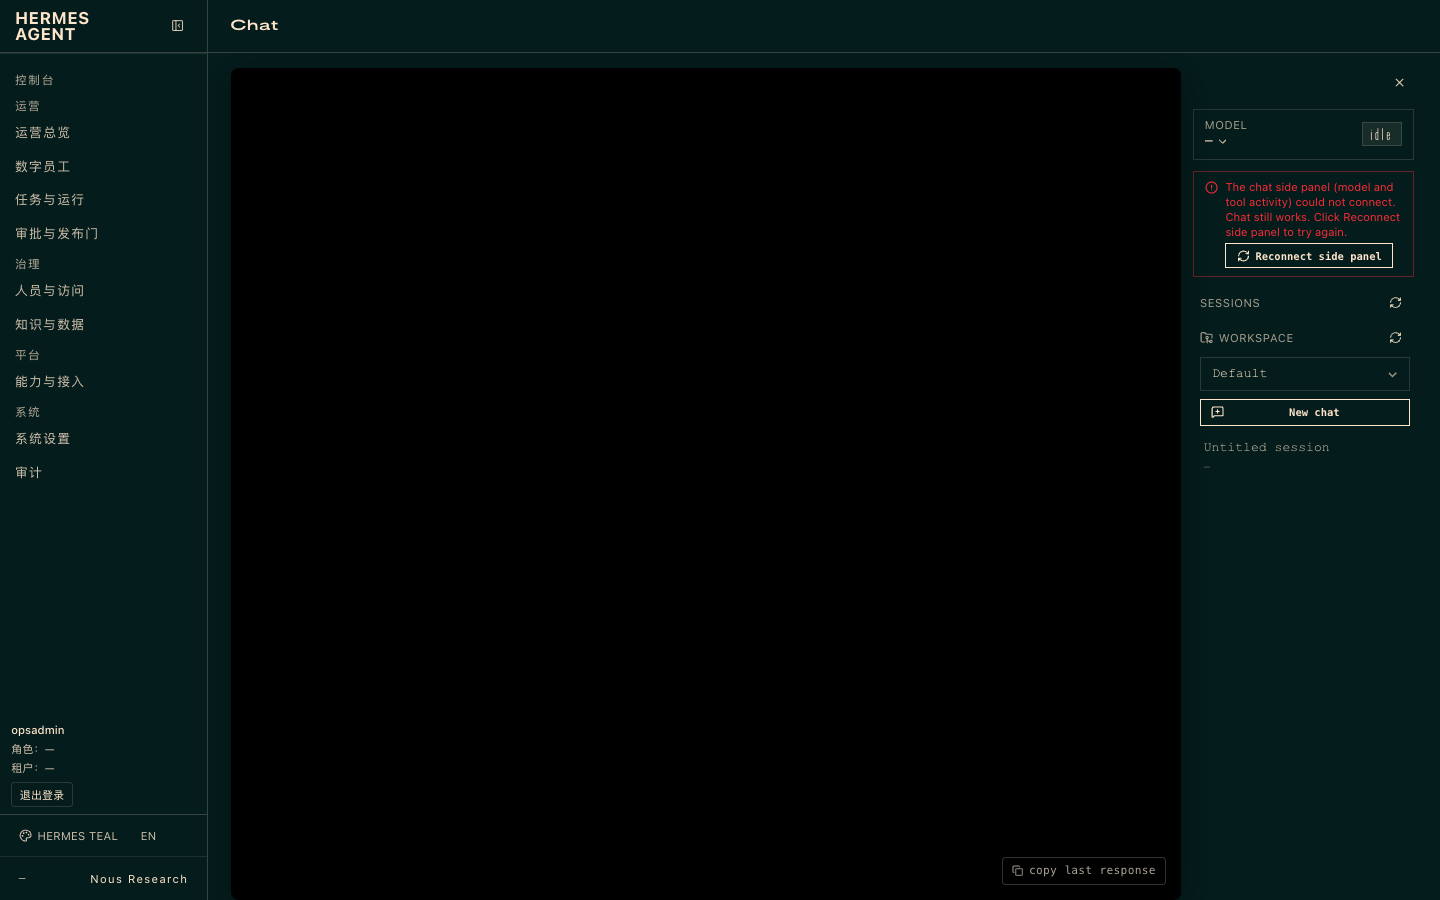 HERMES
AGENT
控制台
运营
运营总览
数字员工
任务与运行
审批与发布门
治理
人员与访问
知识与数据
平台
能力与接入
系统
系统设置
审计
opsadmin
角色: —
租户: —
退出登录
HERMES TEAL EN
— Nous Research
Chat
copy last response
MODEL
—
idle
The chat side panel (model and
tool activity) could not connect.
Chat still works. Click Reconnect
side panel to try again.
Reconnect side panel
SESSIONS
WORKSPACE
Default
New chat
Untitled session
—